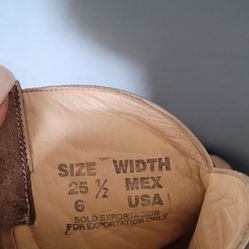 SIZE WIDTH
25 ½ MEX
6 USA
SOLO EXPORTACION
FOR EXPORTATION ONLY